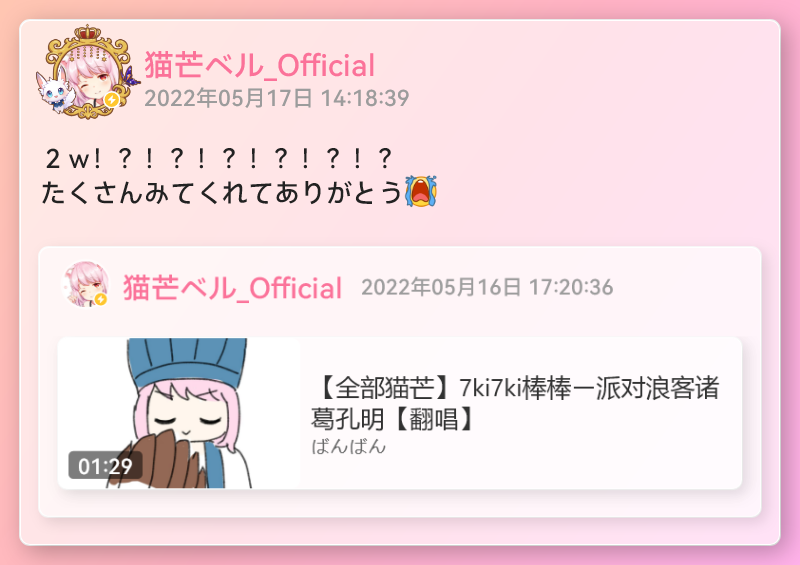 猫芒ベル_Official
2022年05月17日 14:18:39
２ｗ！？！？！？！？！？！？
たくさんみてくれてありがとう😭
猫芒ベル_Official
2022年05月16日 17:20:36
【全部猫芒】7ki7ki棒棒ー派对浪客诸
葛孔明【翻唱】
ばんばん
01:29